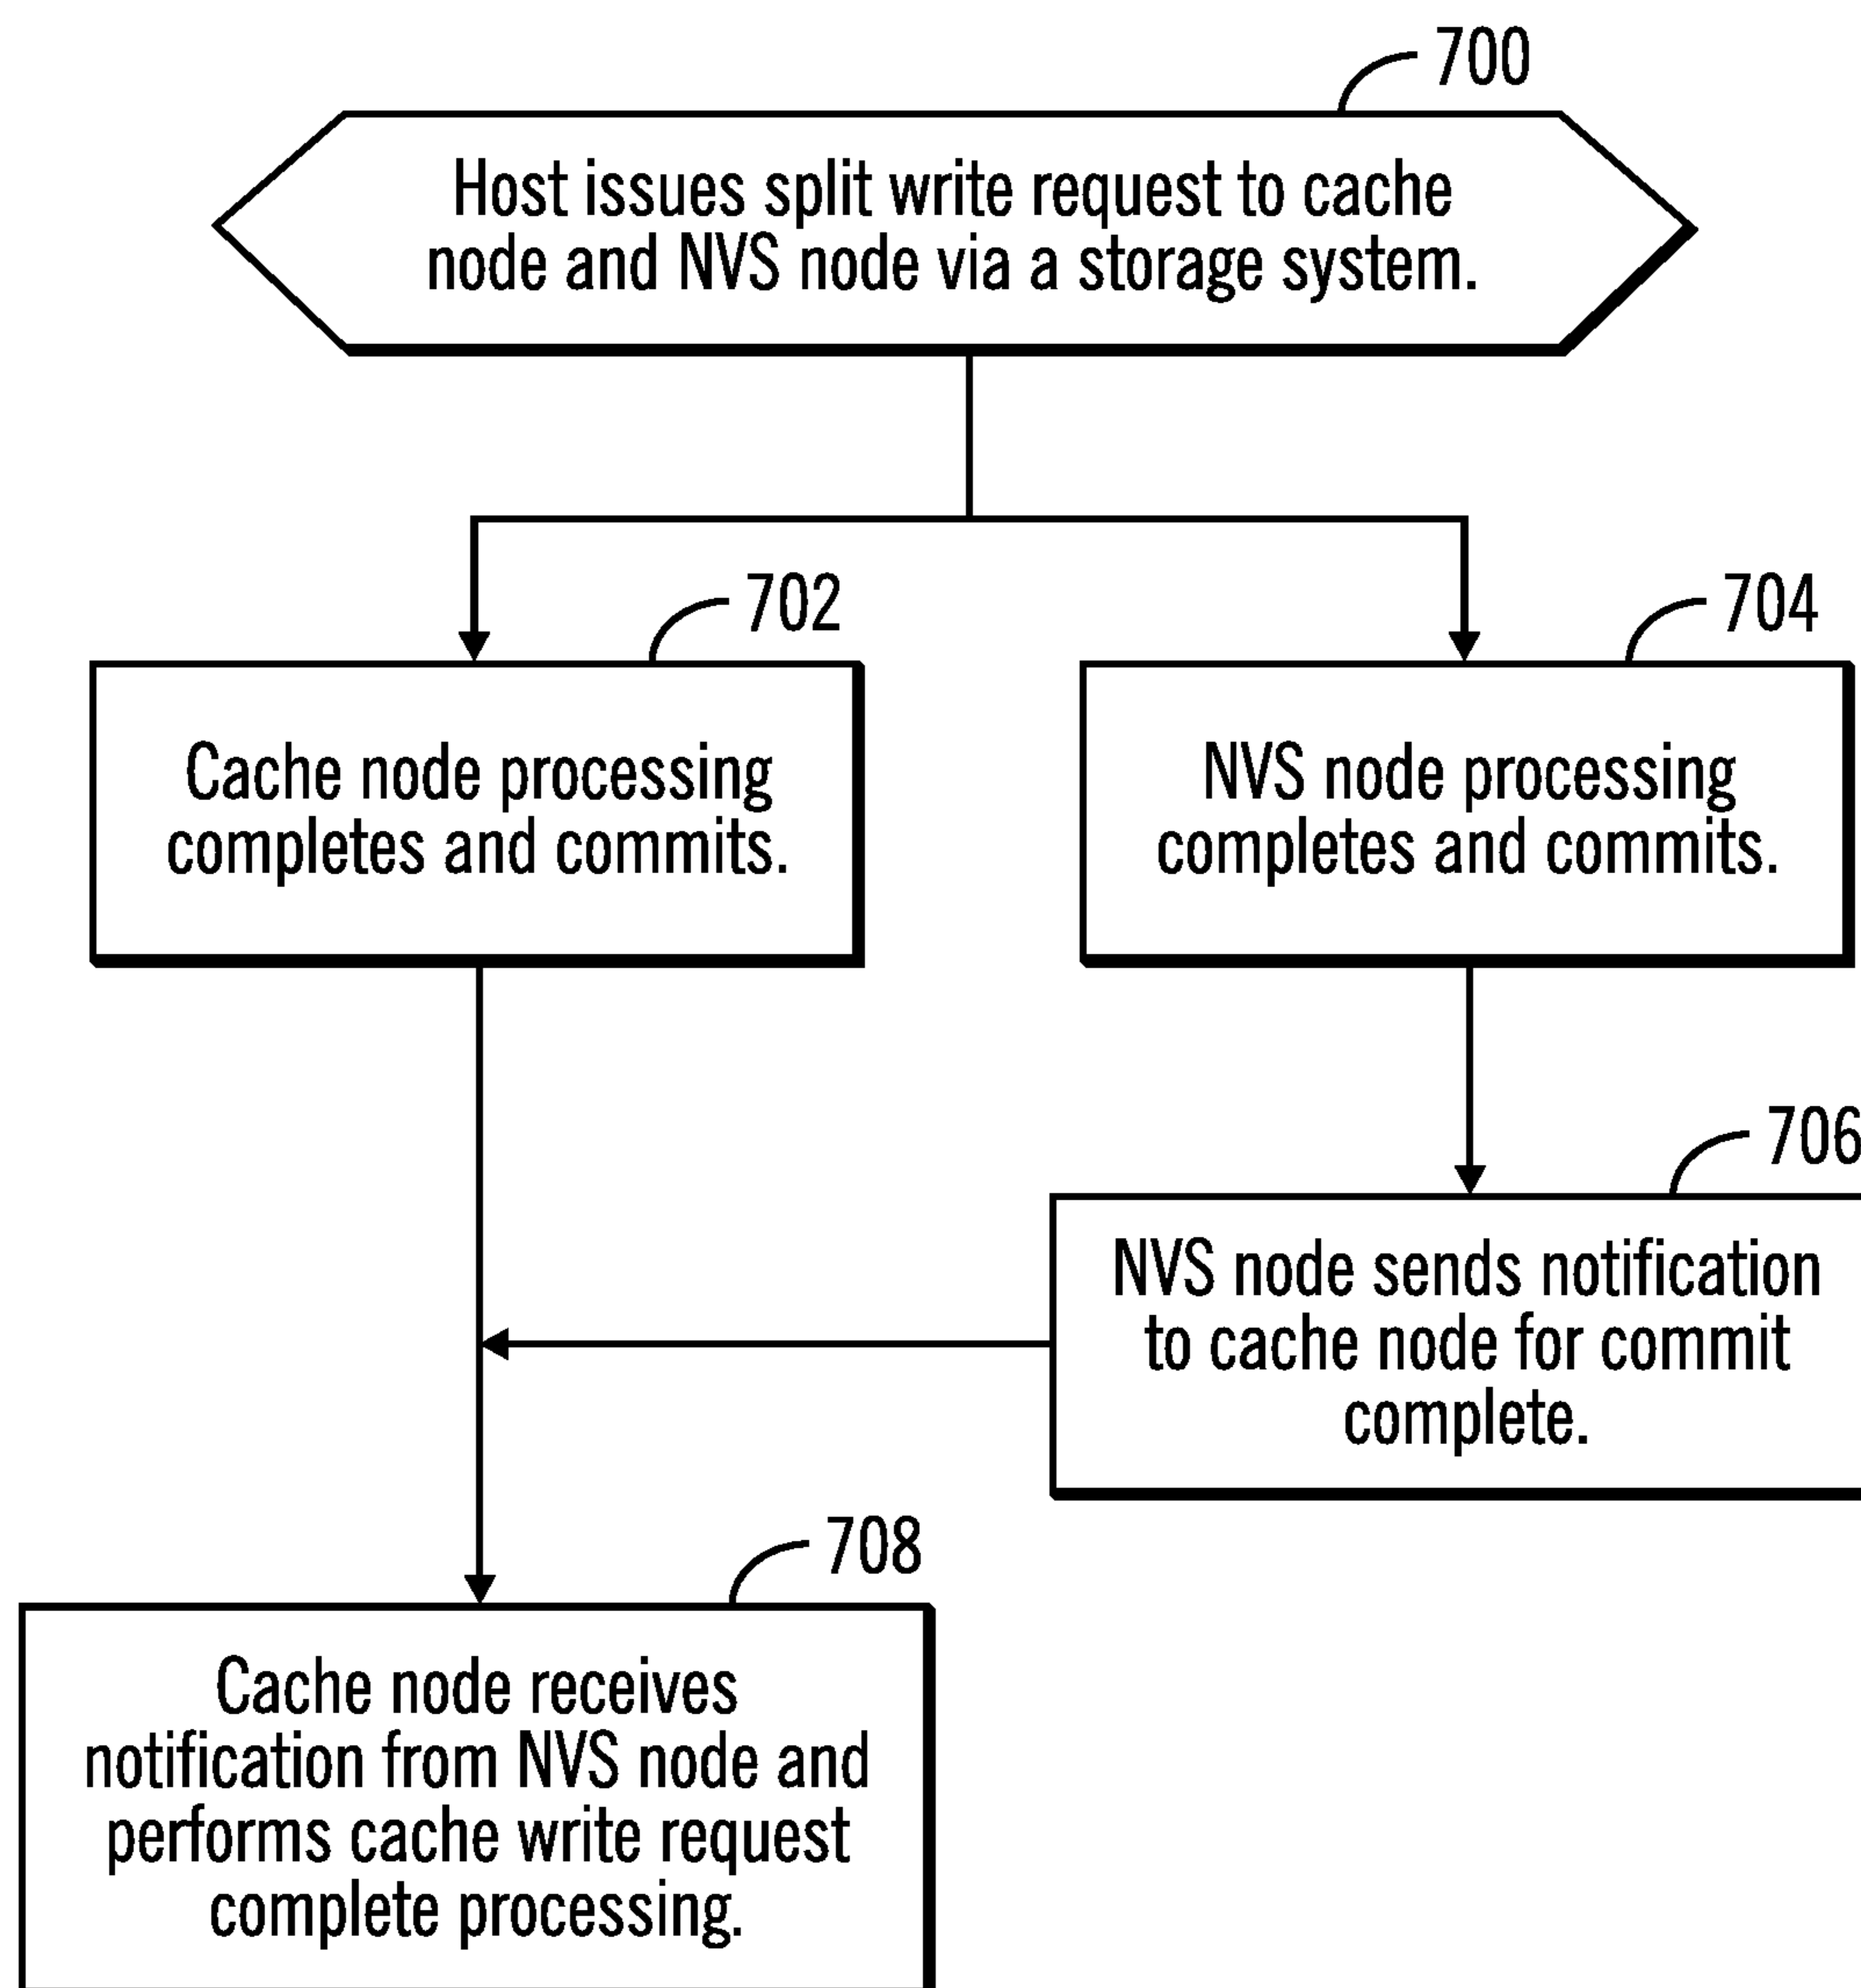 700
Host issues split write request to cache
node and NVS node via a storage system.
702
704
Cache node processing
completes and commits.
NVS node processing
completes and commits.
706
NVS node sends notification
to cache node for commit
complete.
708
Cache node receives
notification from NVS node and
performs cache write request
complete processing.